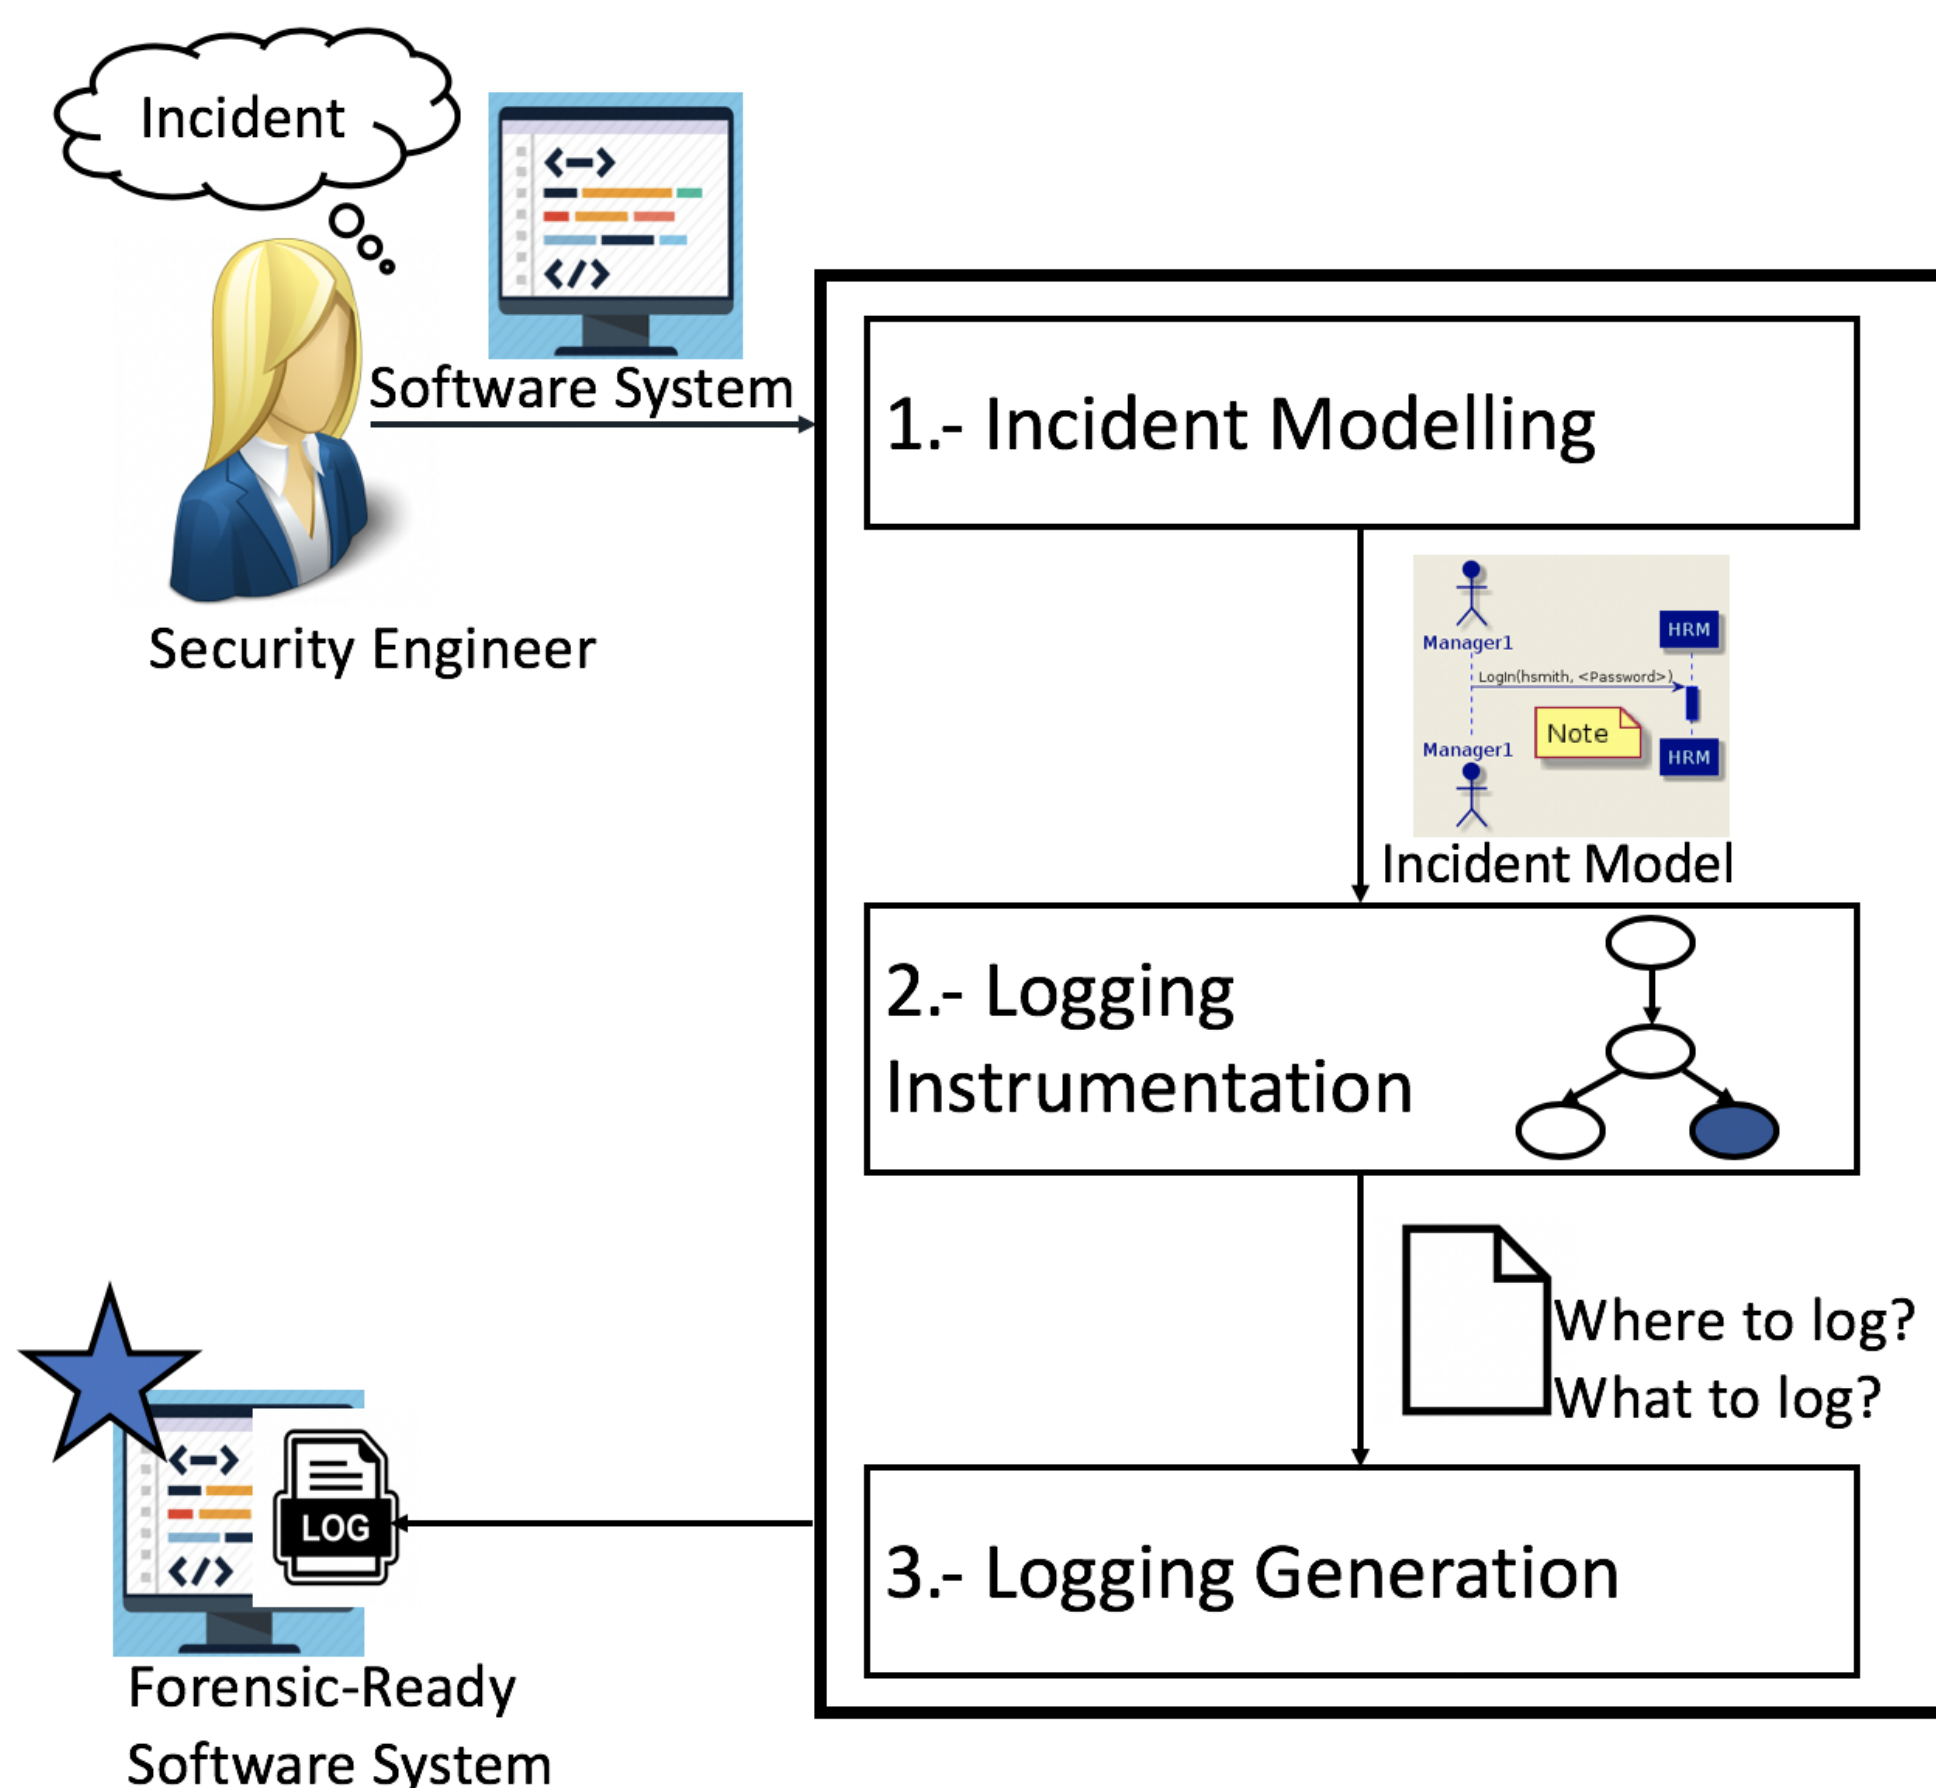 Incident
Software System
Security Engineer
1.- Incident Modelling
Manager1
HRM
LogIn(hsmith, <Password>)
Note
Manager1
HRM
Incident Model
2.- Logging
Instrumentation
Where to log?
What to log?
3.- Logging Generation
LOG
Forensic-Ready
Software System